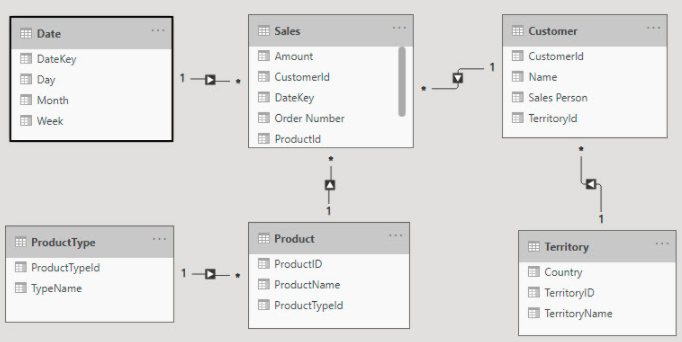 Date ...
DateKey
Day
Month
Week
1 *
Sales ...
Amount
CustomerId
DateKey
Order Number
ProductId
* 1
Customer ...
CustomerId
Name
Sales Person
TerritoryId
*
1
*
1
ProductType ...
ProductTypeId
TypeName
1 *
Product ...
ProductID
ProductName
ProductTypeId
Territory ...
Country
TerritoryID
TerritoryName